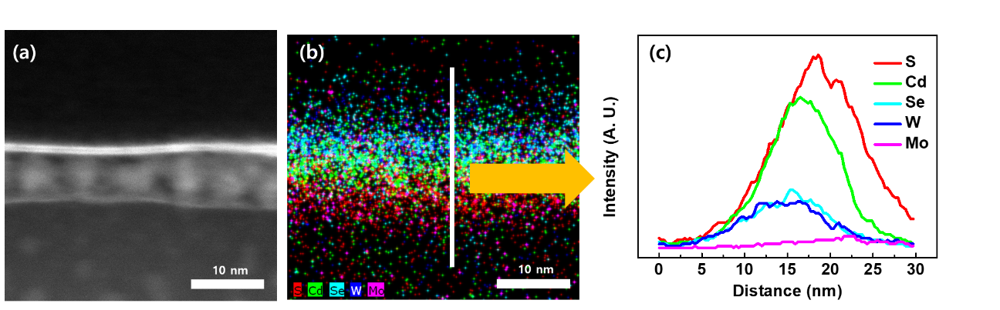 (a)
10 nm
(b)
10 nm
S Cd Se W Mo
(c)
S
Cd
Se
W
Mo
Intensity (A. U.)
0 5 10 15 20 25 30
Distance (nm)